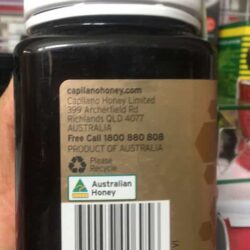 capilanohoney.com
Capilano Honey Limited
399 Archerfield Rd
Richlands QLD 4077
AUSTRALIA
Free Call 1800 880 808
PRODUCT OF AUSTRALIA
Please
Recycle
Australian
Honey